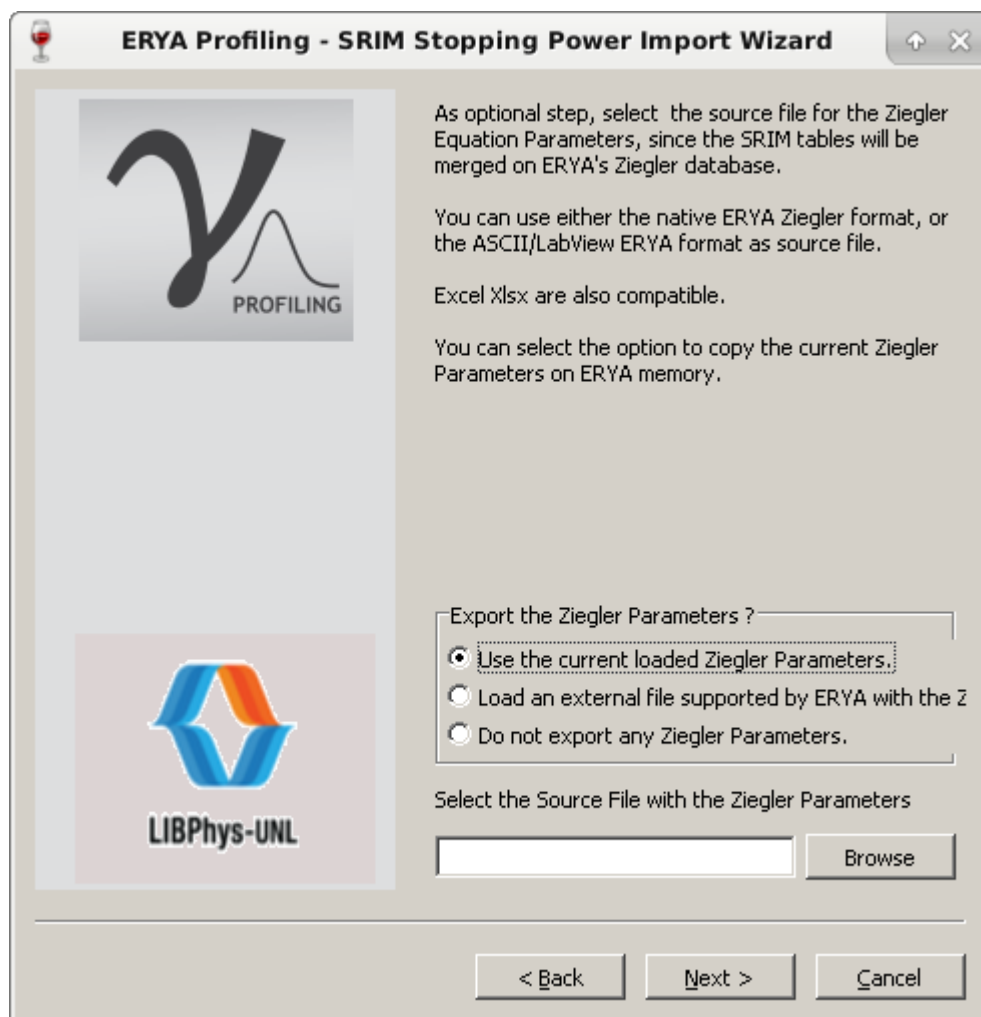 ERYA Profiling - SRIM Stopping Power Import Wizard
As optional step, select  the source file for the Ziegler
Equation Parameters, since the SRIM tables will be
merged on ERYA's Ziegler database.
You can use either the native ERYA Ziegler format, or
the ASCII/LabView ERYA format as source file.
Excel Xlsx are also compatible.
You can select the option to copy the current Ziegler
Parameters on ERYA memory.
γ
PROFILING
Export the Ziegler Parameters ?
Use the current loaded Ziegler Parameters.
Load an external file supported by ERYA with the Z
Do not export any Ziegler Parameters.
LIBPhys-UNL
Select the Source File with the Ziegler Parameters
Browse
< Back
Next >
Cancel